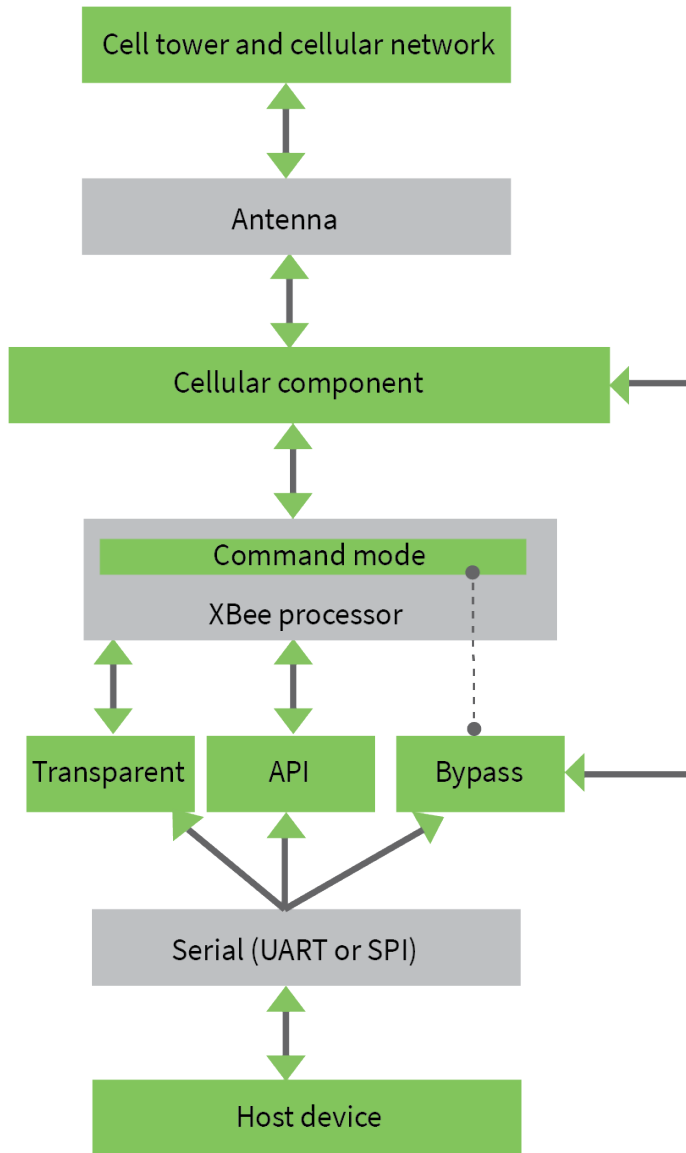 Cell tower and cellular network
Antenna
Cellular component
Command mode
XBee processor
Transparent
API
Bypass
Serial (UART or SPI)
Host device